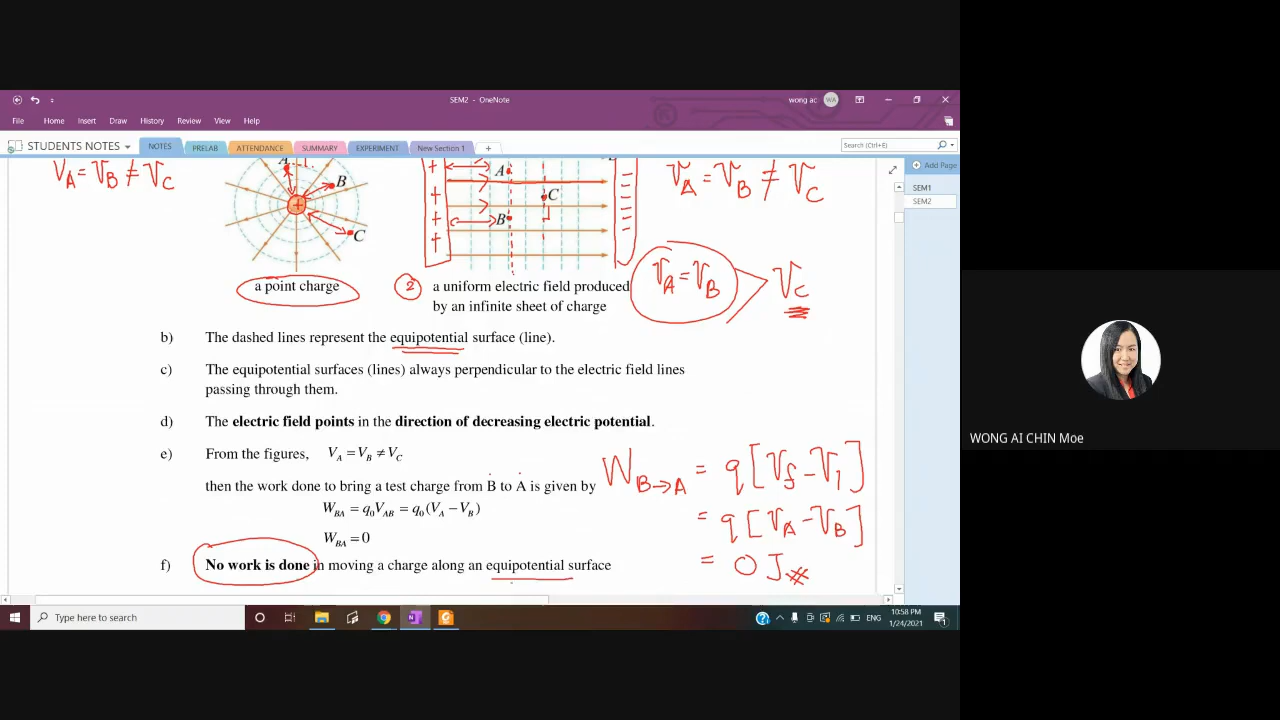 SEM2 - OneNote
wong ac
WA
File Home Insert Draw History Review View Help
STUDENTS NOTES
NOTES PRELAB ATTENDANCE SUMMARY EXPERIMENT New Section 1 +
Search (Ctrl+E)
Add Page
SEM1
SEM2
V_A = V_B ≠ V_C
A
B
C
+
+
+
+
+
A
B
C
V_A = V_B ≠ V_C
a point charge
2
a uniform electric field produced
by an infinite sheet of charge
V_A = V_B > V_C
b) The dashed lines represent the equipotential surface (line).
c) The equipotential surfaces (lines) always perpendicular to the electric field lines
passing through them.
d) The electric field points in the direction of decreasing electric potential.
e) From the figures, V_A = V_B ≠ V_C
then the work done to bring a test charge from B to A is given by
W_BA = q_0 V_AB = q_0 (V_A − V_B)
W_BA = 0
W_B→A = q[V_f − V_i]
= q[V_A − V_B]
= 0 J
f) No work is done in moving a charge along an equipotential surface
WONG AI CHIN Moe
Type here to search
ENG
10:58 PM
1/24/2021